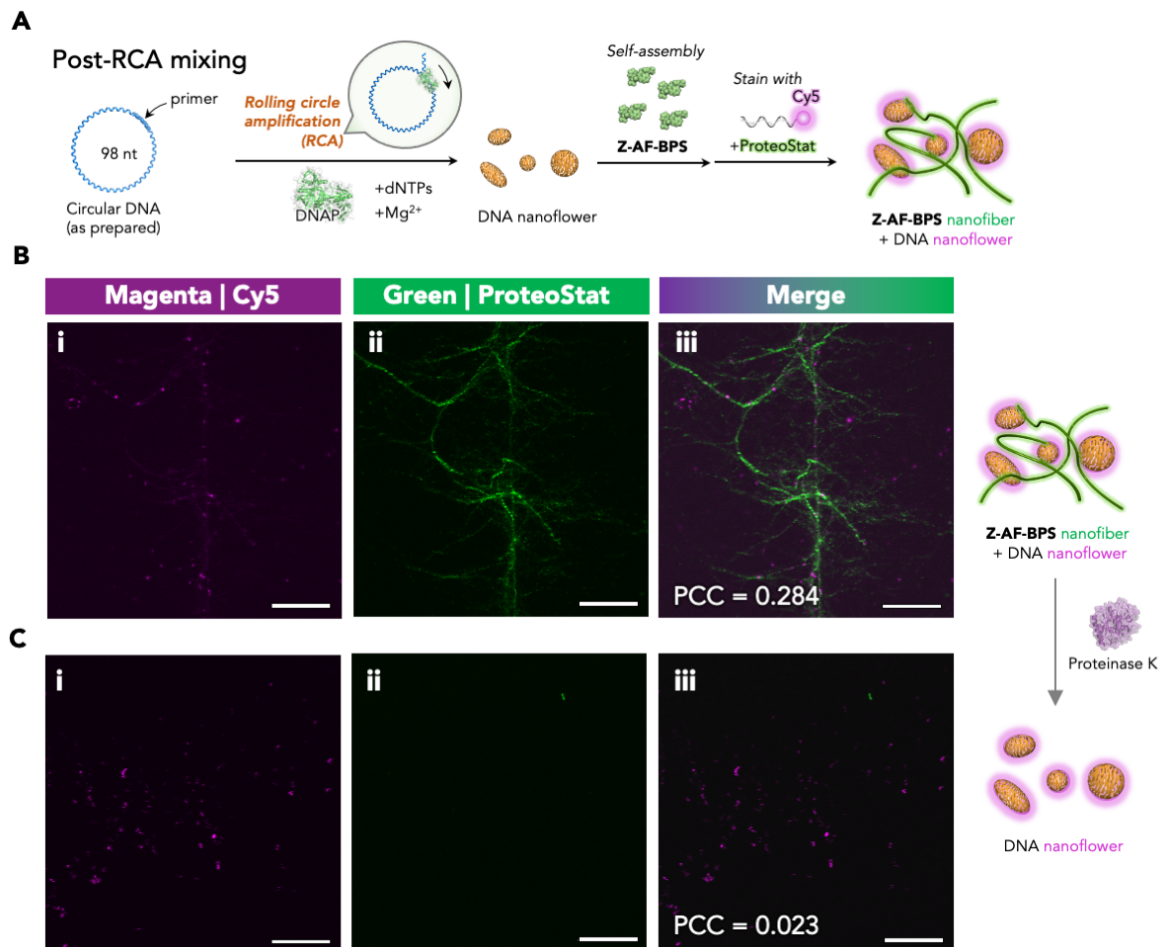 A
Post-RCA mixing
primer
98 nt
Circular DNA
(as prepared)
Rolling circle
amplification
(RCA)
DNAP
+dNTPs
+Mg²⁺
DNA nanoflower
Self-assembly
Z-AF-BPS
Stain with
Cy5
+ProteoStat
Z-AF-BPS nanofiber
+ DNA nanoflower
B
Magenta | Cy5
Green | ProteoStat
Merge
i
ii
iii
PCC = 0.284
Z-AF-BPS nanofiber
+ DNA nanoflower
Proteinase K
DNA nanoflower
C
i
ii
iii
PCC = 0.023